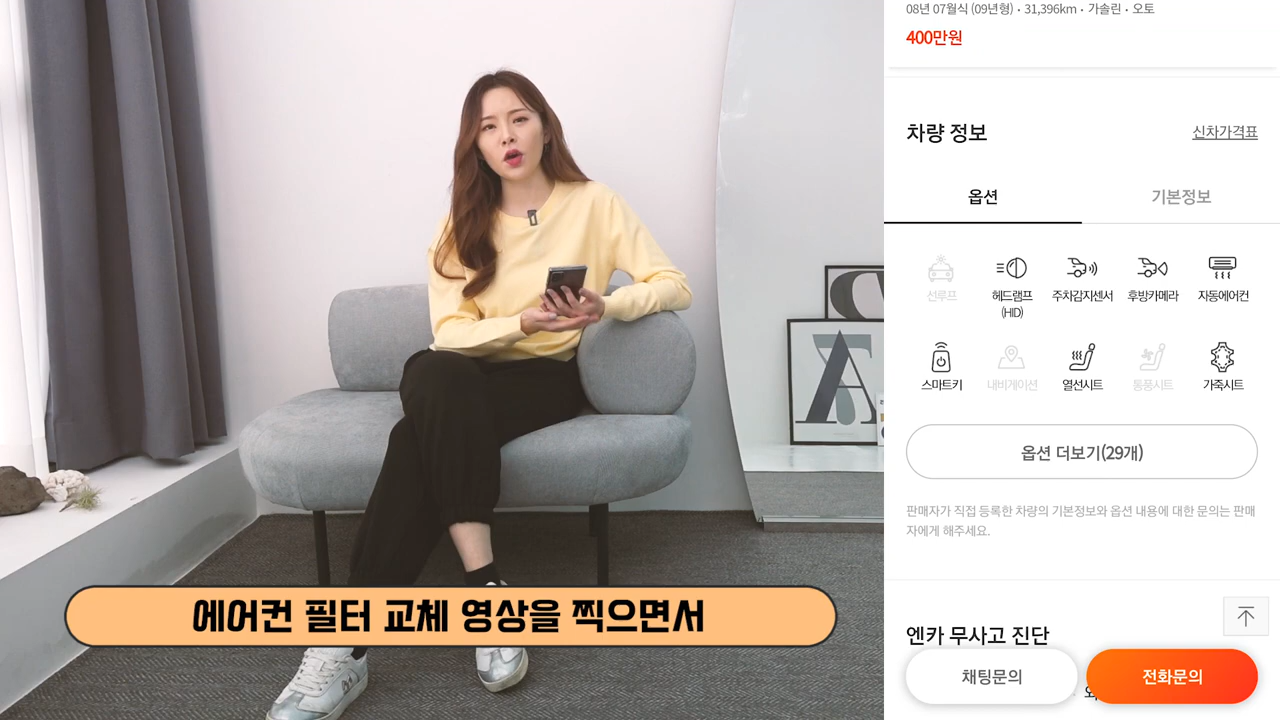 08년 07월식 (09년형) · 31,396km · 가솔린 · 오토
400만원
차량 정보
신차가격표
옵션
기본정보
선루프
헤드램프
(HID)
주차감지센서
후방카메라
자동에어컨
스마트키
내비게이션
열선시트
통풍시트
가죽시트
옵션 더보기(29개)
판매자가 직접 등록한 차량의 기본정보와 옵션 내용에 대한 문의는 판매
자에게 해주세요.
엔카 무사고 진단
채팅문의
전화문의
A
에어컨 필터 교체 영상을 찍으면서